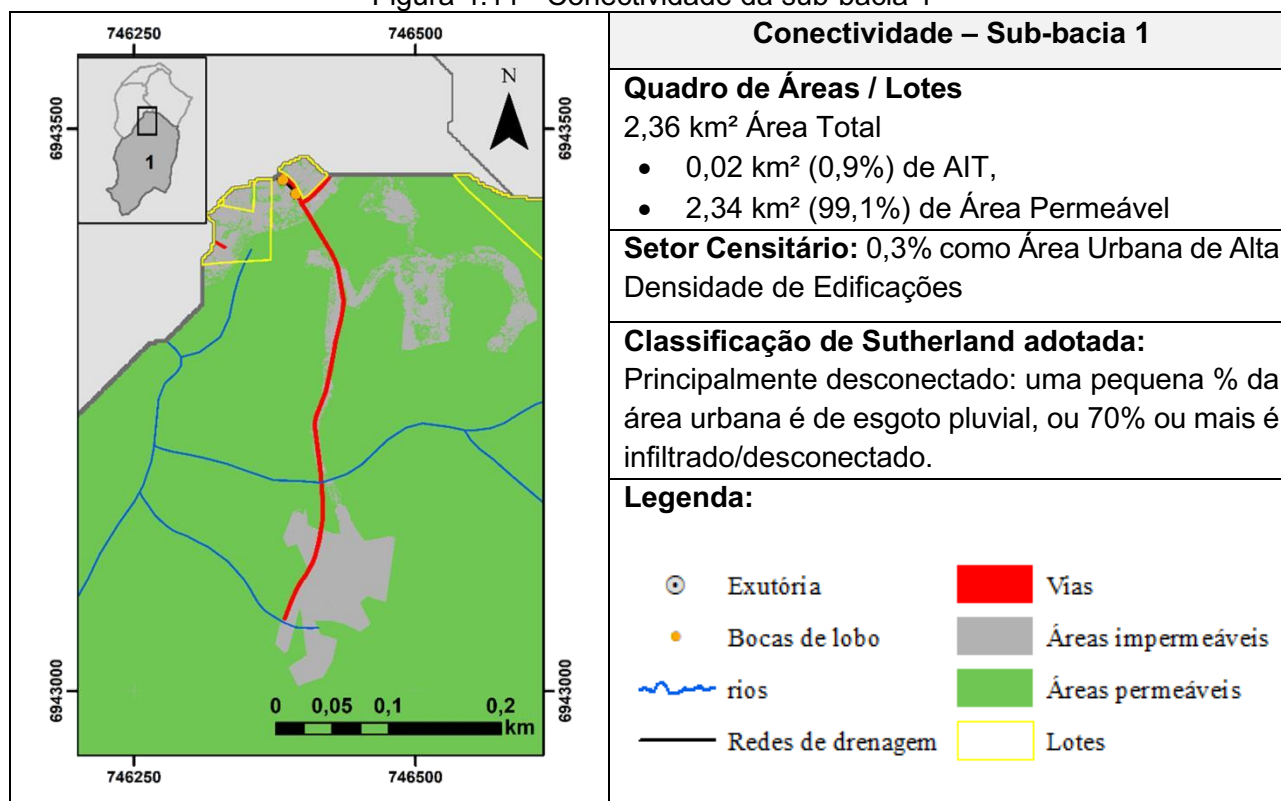 746250
746500
N
6943500
6943500
1
6943000
6943000
0 0,05 0,1 0,2
km
746250
746500
Conectividade – Sub-bacia 1
Quadro de Áreas / Lotes
2,36 km² Área Total
• 0,02 km² (0,9%) de AIT,
• 2,34 km² (99,1%) de Área Permeável
Setor Censitário: 0,3% como Área Urbana de Alta
Densidade de Edificações
Classificação de Sutherland adotada:
Principalmente desconectado: uma pequena % da
área urbana é de esgoto pluvial, ou 70% ou mais é
infiltrado/desconectado.
Legenda:
Exutória
Vias
Bocas de lobo
Áreas impermeáveis
rios
Áreas permeáveis
Redes de drenagem
Lotes